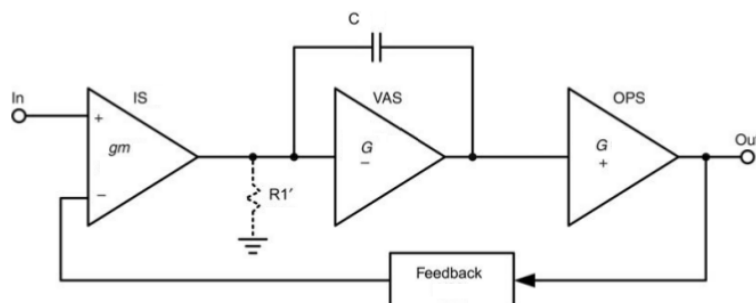 C
In
IS
VAS
OPS
Out
+
gm
−
G
−
G
+
R1′
Feedback